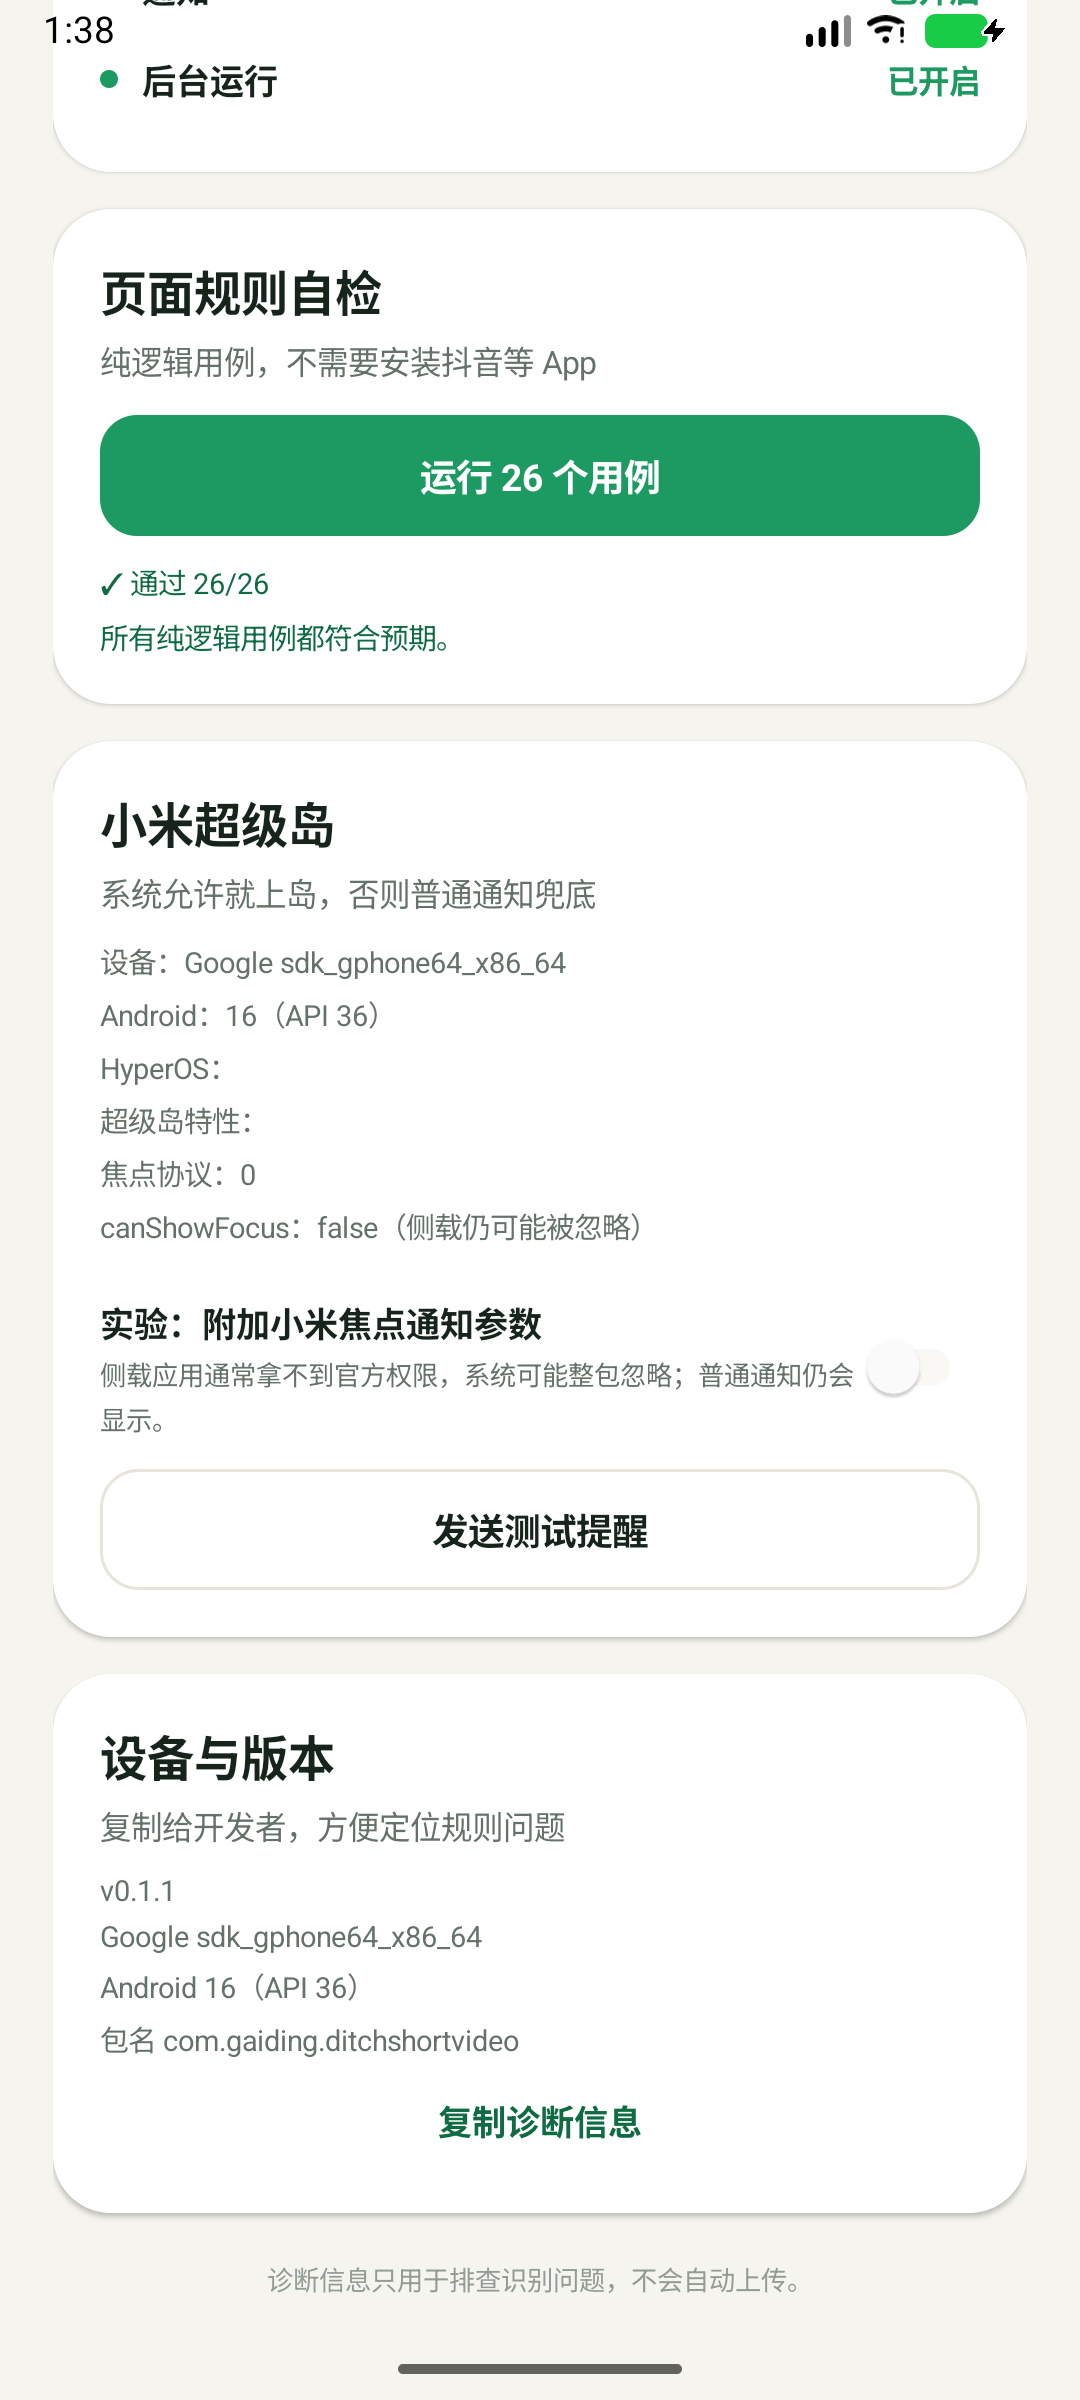 1:38
后台运行
已开启
页面规则自检
纯逻辑用例，不需要安装抖音等 App
运行 26 个用例
✓ 通过 26/26
所有纯逻辑用例都符合预期。
小米超级岛
系统允许就上岛，否则普通通知兜底
设备：Google sdk_gphone64_x86_64
Android：16（API 36）
HyperOS：
超级岛特性：
焦点协议：0
canShowFocus：false（侧载仍可能被忽略）
实验：附加小米焦点通知参数
侧载应用通常拿不到官方权限，系统可能整包忽略；普通通知仍会
显示。
发送测试提醒
设备与版本
复制给开发者，方便定位规则问题
v0.1.1
Google sdk_gphone64_x86_64
Android 16（API 36）
包名 com.gaiding.ditchshortvideo
复制诊断信息
诊断信息只用于排查识别问题，不会自动上传。